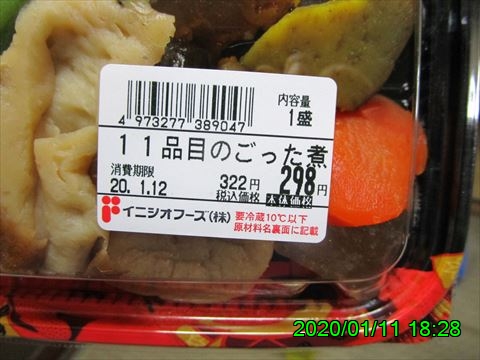 内容量
1盛
4 973277 389047
11品目のごった煮
消費期限
20. 1.12
322円
税込価格
298円
本体価格
イニシオフーズ(株)
要冷蔵10℃以下
原材料名裏面に記載
2020/01/11 18:28